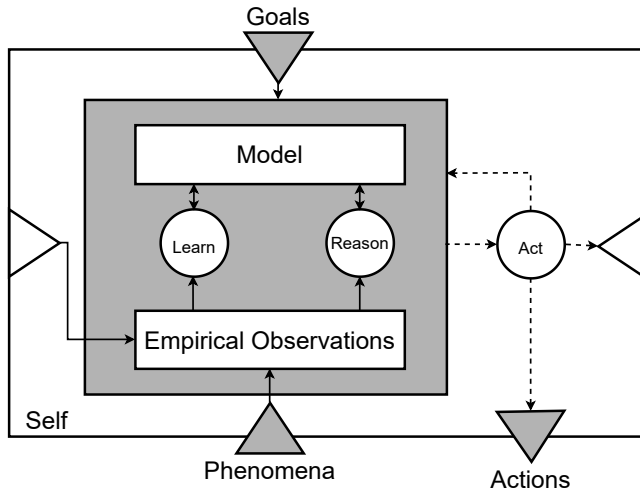 Goals
Model
Learn
Reason
Act
Empirical Observations
Self
Phenomena
Actions